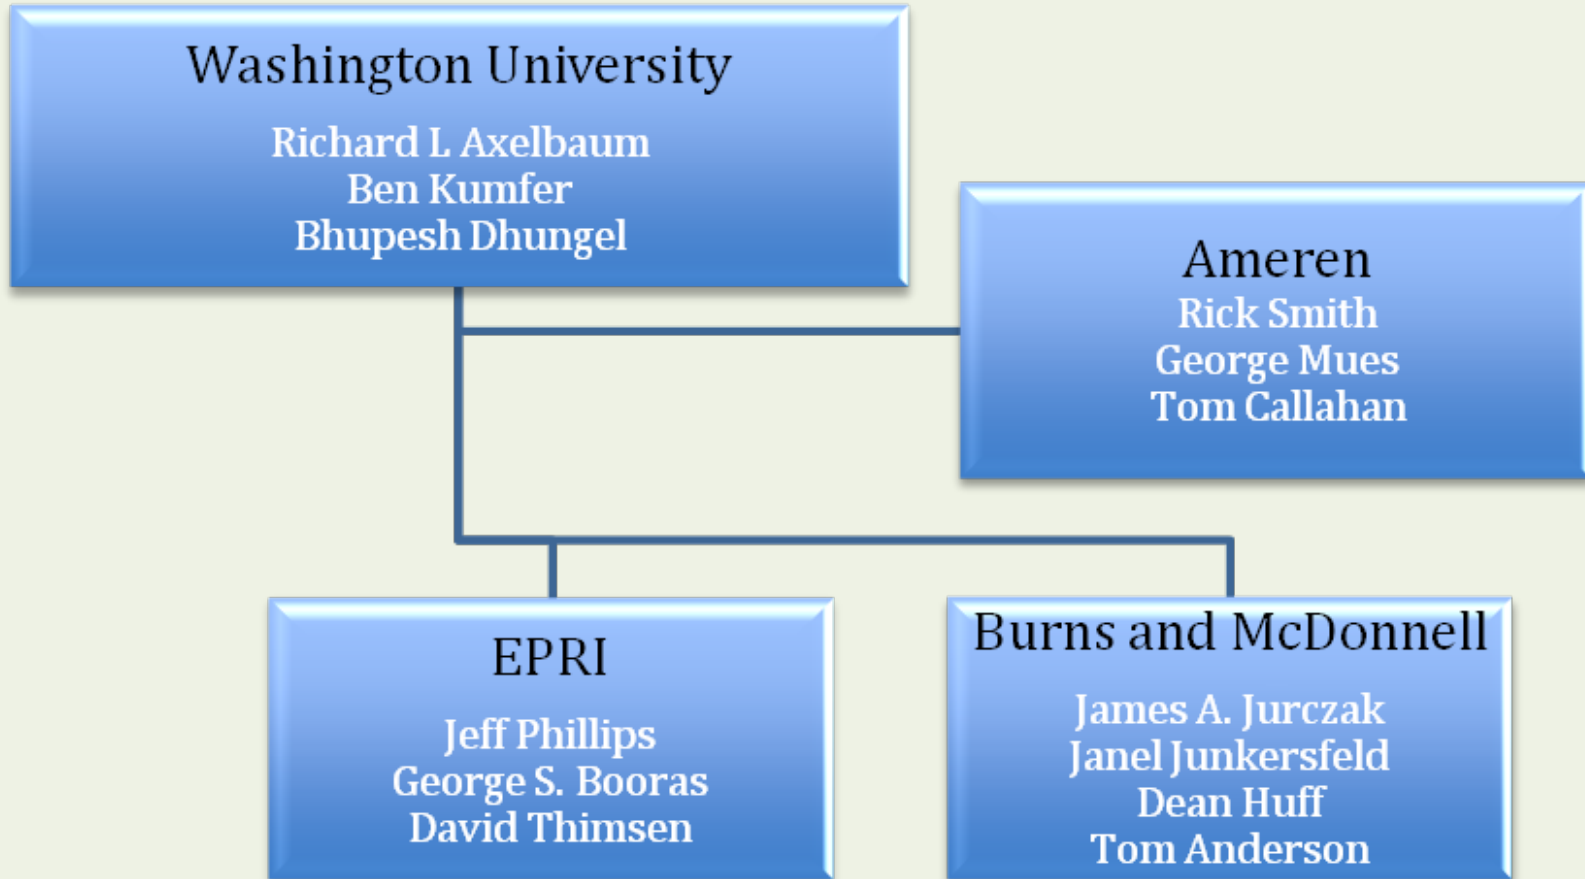 Washington University
Richard L Axelbaum
Ben Kumfer
Bhupesh Dhungel
Ameren
Rick Smith
George Mues
Tom Callahan
EPRI
Jeff Phillips
George S. Booras
David Thimsen
Burns and McDonnell
James A. Jurczak
Janel Junkersfeld
Dean Huff
Tom Anderson